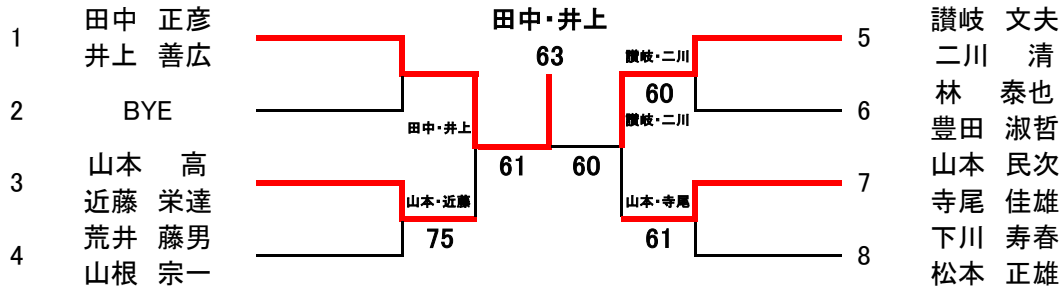 田中・井上
63
1
田中 正彦
井上 善広
2
BYE
3
山本 高
近藤 栄達
4
荒井 藤男
山根 宗一
田中・井上
山本・近藤
75
61
60
讃岐・二川
60
讃岐・二川
山本・寺尾
61
5
讃岐 文夫
二川 清
6
林 泰也
豊田 淑哲
7
山本 民次
寺尾 佳雄
8
下川 寿春
松本 正雄